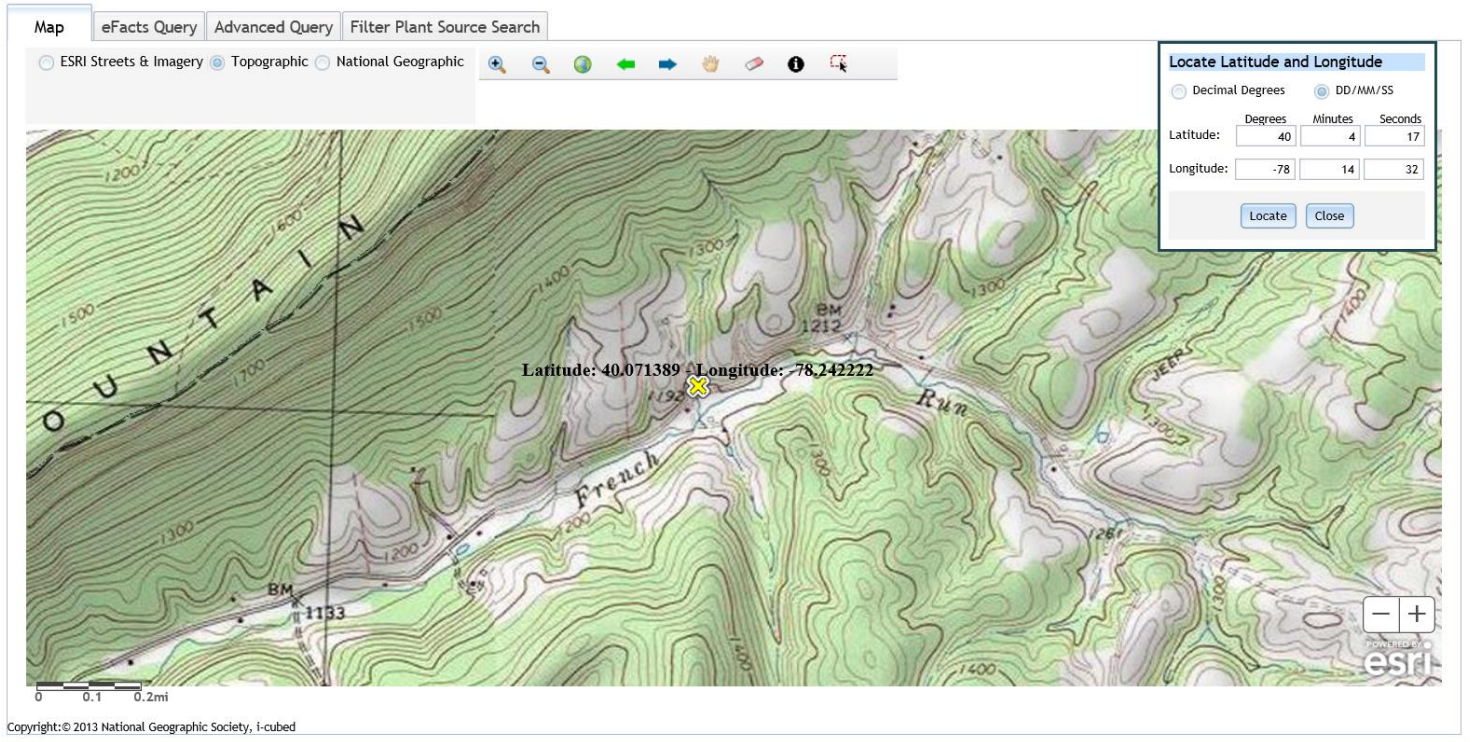 Map eFacts Query Advanced Query Filter Plant Source Search
ESRI Streets & Imagery Topographic National Geographic
Locate Latitude and Longitude
Decimal Degrees DD/MM/SS
Degrees Minutes Seconds
Latitude: 40 4 17
Longitude: -78 14 32
Locate Close
1200
1600
OUNTAIN
1500
1500
1700
1400
1300
1300
1400
BM
1212
Latitude: 40.071389 - Longitude: -78.242222
1192
JEEP
French Run
1300
1300
1300
1200
1200
1261
BM
1133
1300
1400
1400
− +
POWERED BY
esri
0 0.1 0.2mi
Copyright:© 2013 National Geographic Society, i-cubed